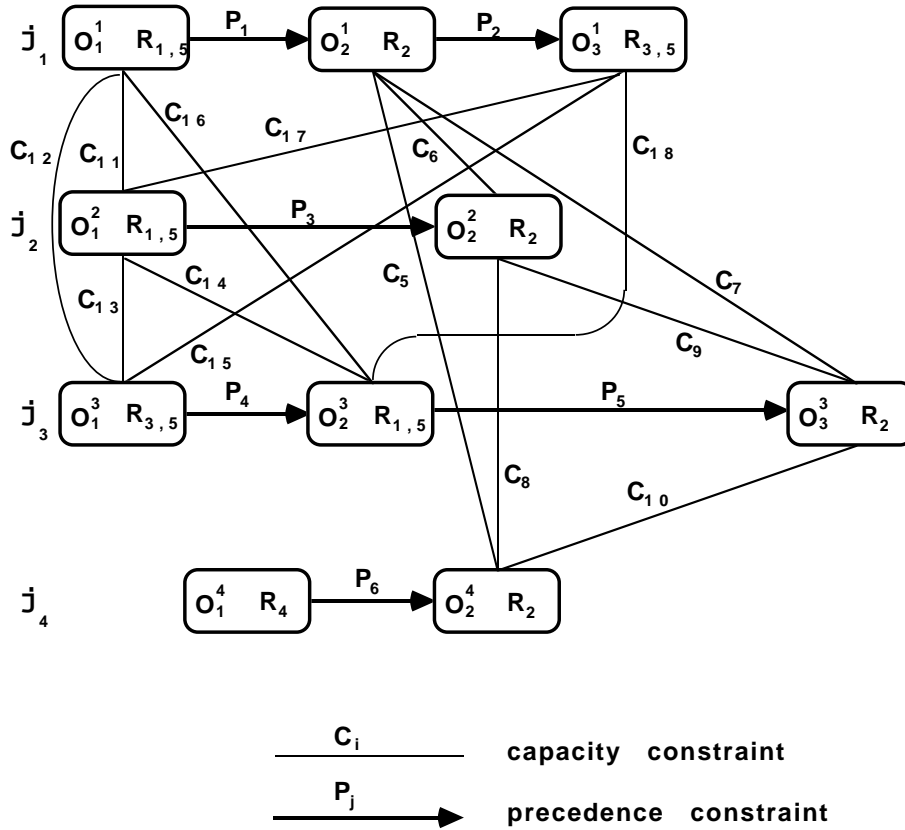 j₁ O₁¹ R₁,₅ P₁ O₂¹ R₂ P₂ O₃¹ R₃,₅
C₁₆
C₁₇
C₁₂ C₁₁ C₆ C₁₈
j₂ O₁² R₁,₅ P₃ O₂² R₂
C₁₄ C₅ C₇
C₁₃
C₁₅ C₉
j₃ O₁³ R₃,₅ P₄ O₂³ R₁,₅ P₅ O₃³ R₂
C₈
C₁₀
j₄ O₁⁴ R₄ P₆ O₂⁴ R₂
Cᵢ capacity constraint
Pⱼ precedence constraint